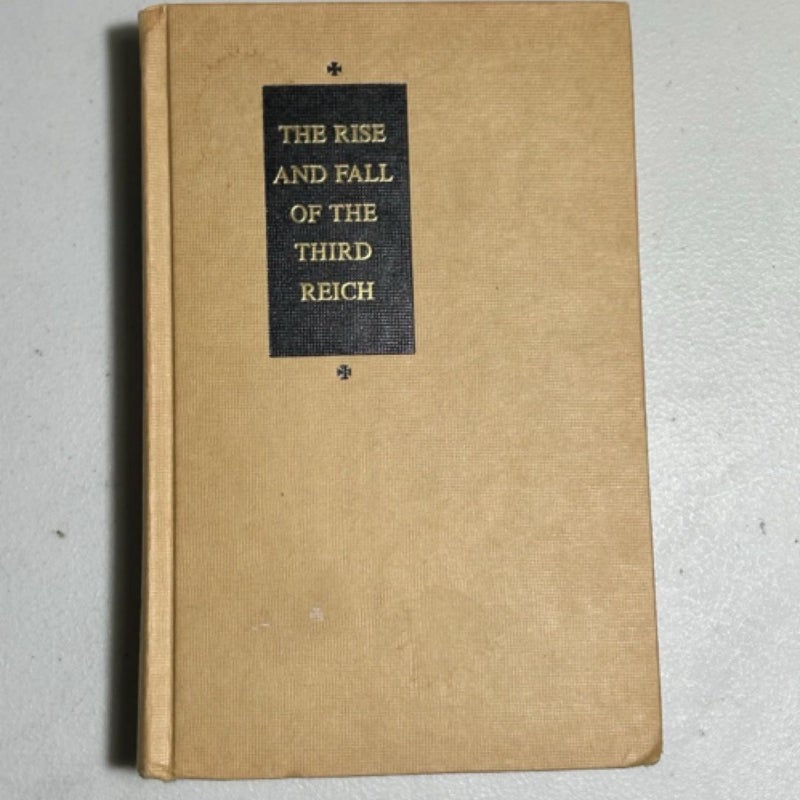 THE RISE
AND FALL
OF THE
THIRD
REICH